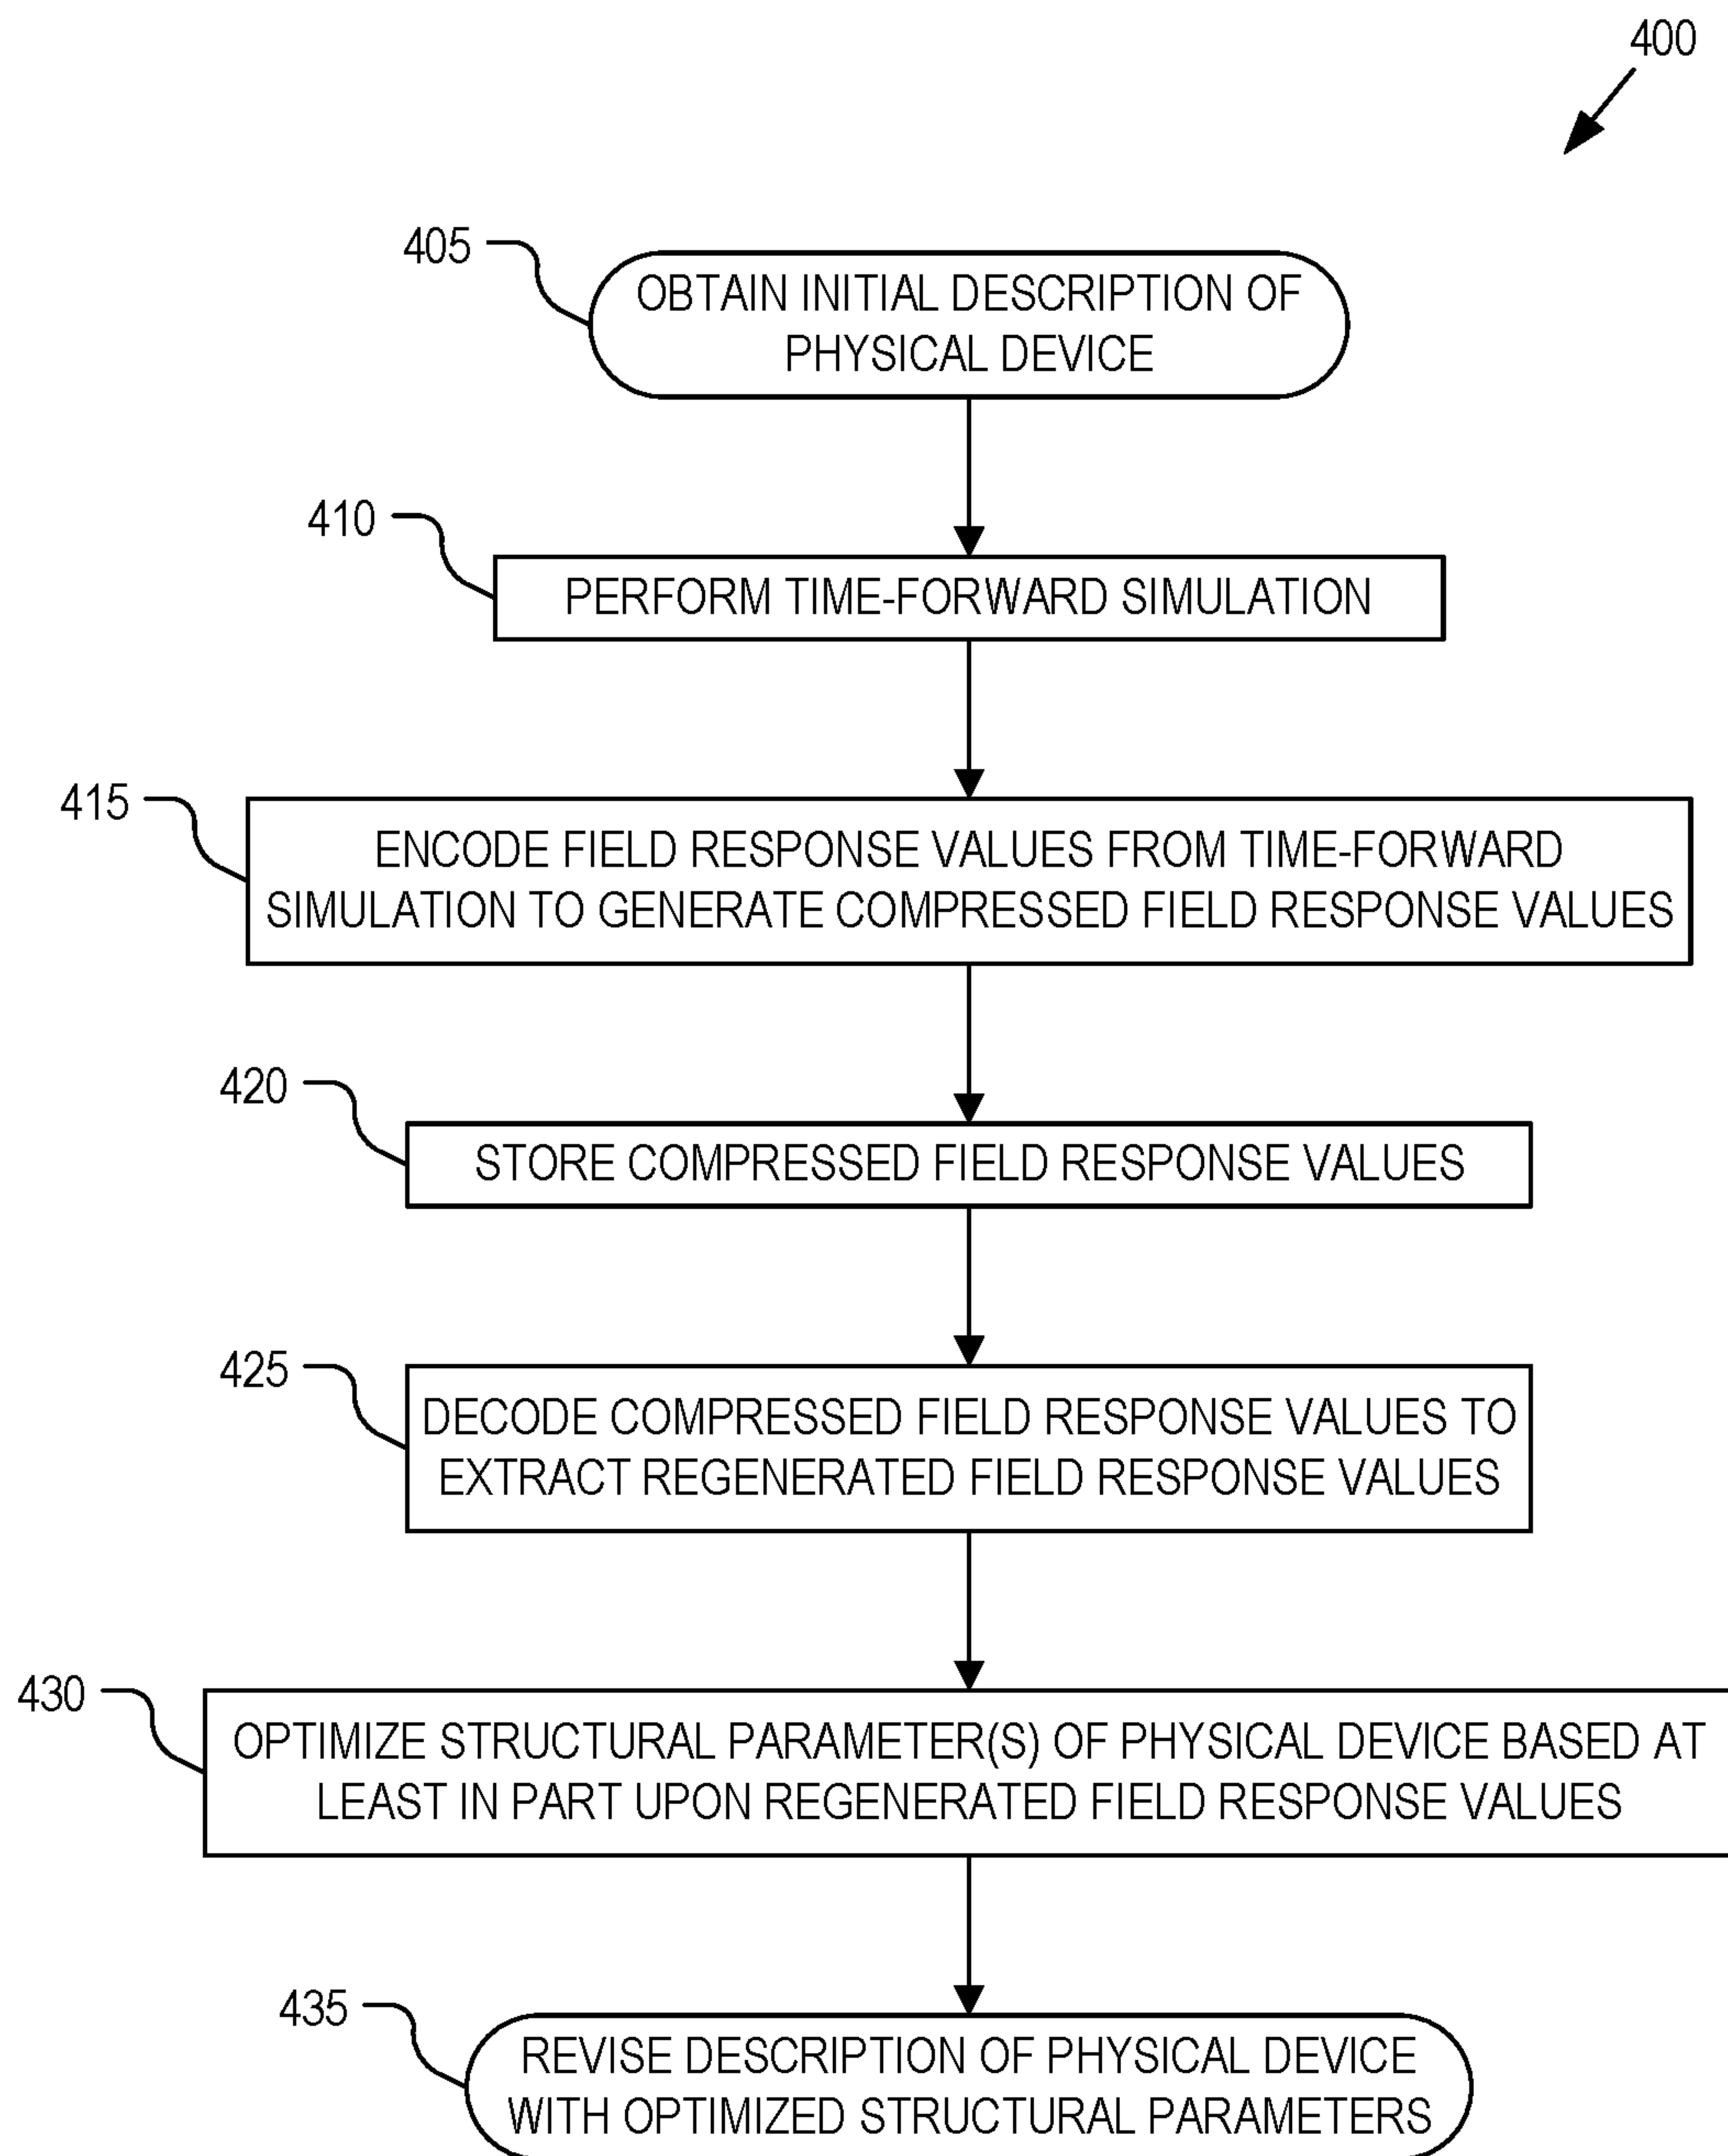 400
405
OBTAIN INITIAL DESCRIPTION OF
PHYSICAL DEVICE
410
PERFORM TIME-FORWARD SIMULATION
415
ENCODE FIELD RESPONSE VALUES FROM TIME-FORWARD
SIMULATION TO GENERATE COMPRESSED FIELD RESPONSE VALUES
420
STORE COMPRESSED FIELD RESPONSE VALUES
425
DECODE COMPRESSED FIELD RESPONSE VALUES TO
EXTRACT REGENERATED FIELD RESPONSE VALUES
430
OPTIMIZE STRUCTURAL PARAMETER(S) OF PHYSICAL DEVICE BASED AT
LEAST IN PART UPON REGENERATED FIELD RESPONSE VALUES
435
REVISE DESCRIPTION OF PHYSICAL DEVICE
WITH OPTIMIZED STRUCTURAL PARAMETERS